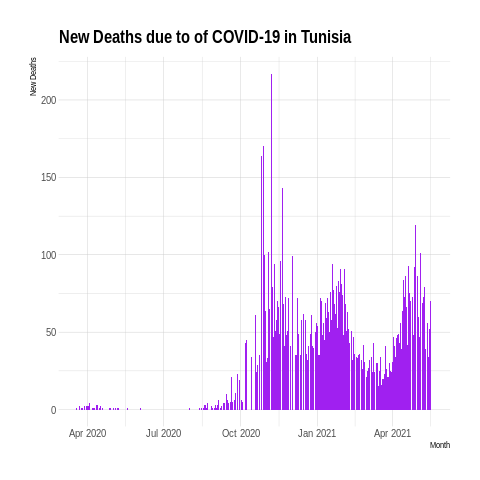 New Deaths due to of COVID-19 in Tunisia
New Deaths
200
150
100
50
0
Apr 2020
Jul 2020
Oct 2020
Jan 2021
Apr 2021
Month